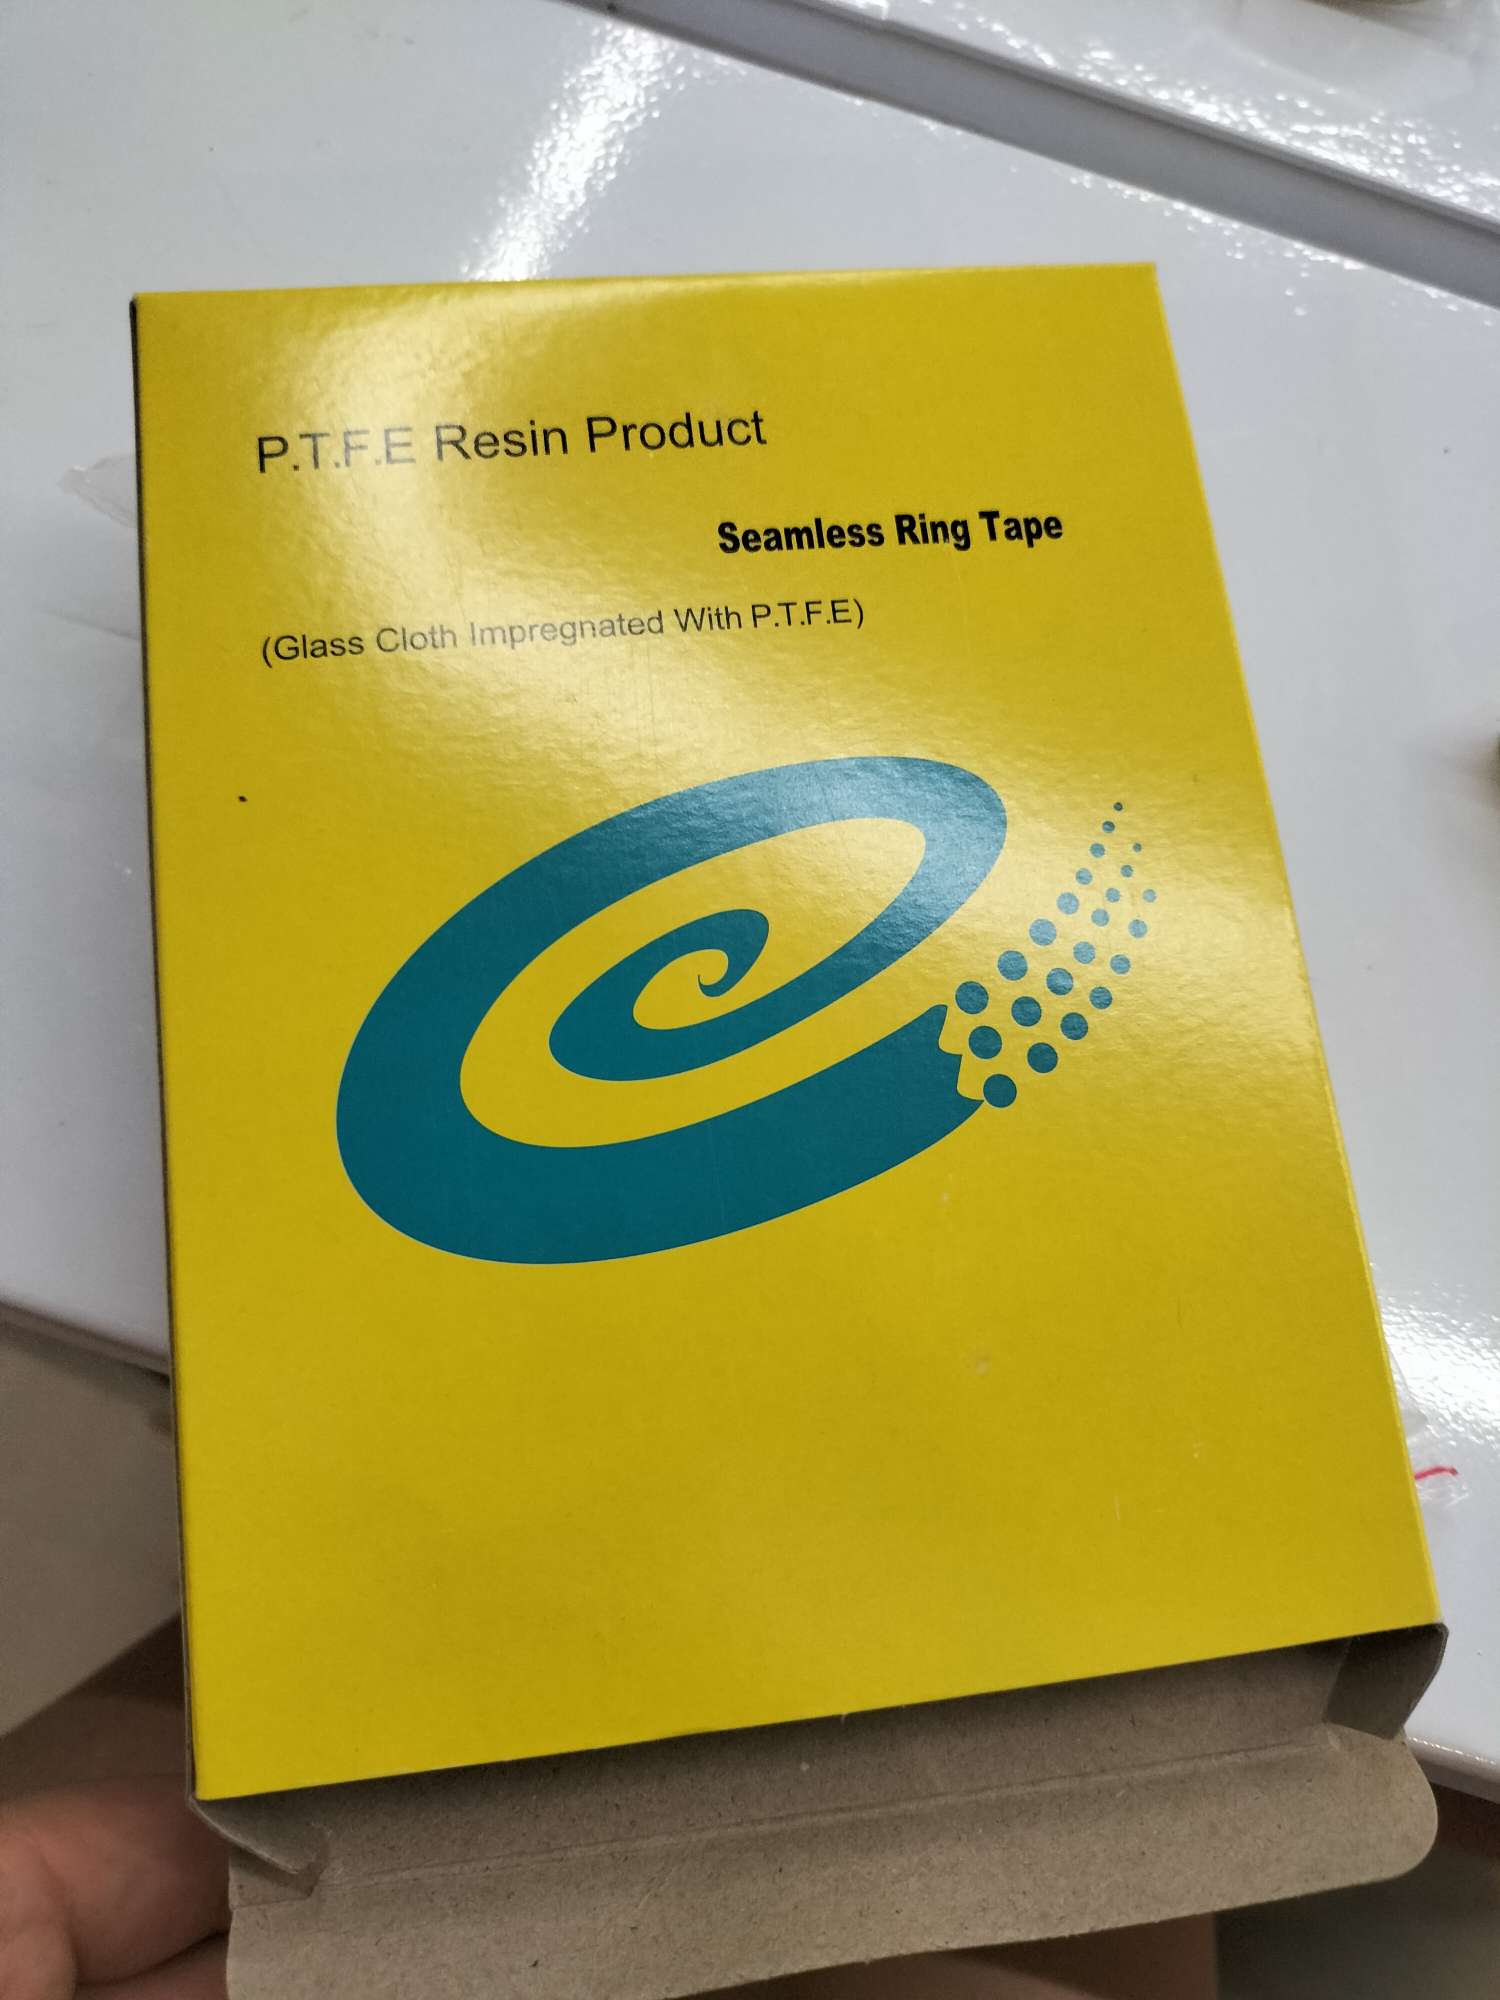 P.T.F.E Resin Product
Seamless Ring Tape
(Glass Cloth Impregnated With P.T.F.E)